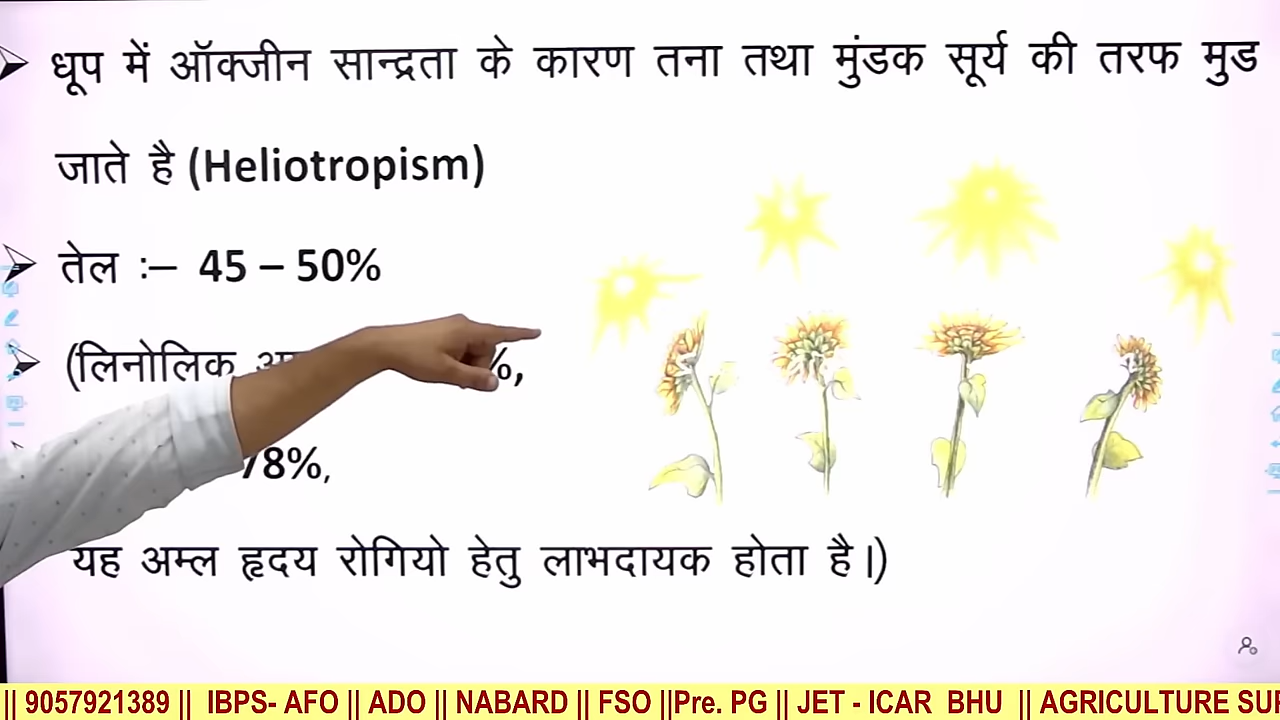 धूप में ऑक्जीन सान्द्रता के कारण तना तथा मुंडक सूर्य की तरफ मुड
जाते है (Heliotropism)
तेल :– 45 – 50%
(लिनोलिक %,
78%,
यह अम्ल हृदय रोगियो हेतु लाभदायक होता है।)
|| 9057921389 || IBPS- AFO || ADO || NABARD || FSO ||Pre. PG || JET - ICAR BHU || AGRICULTURE